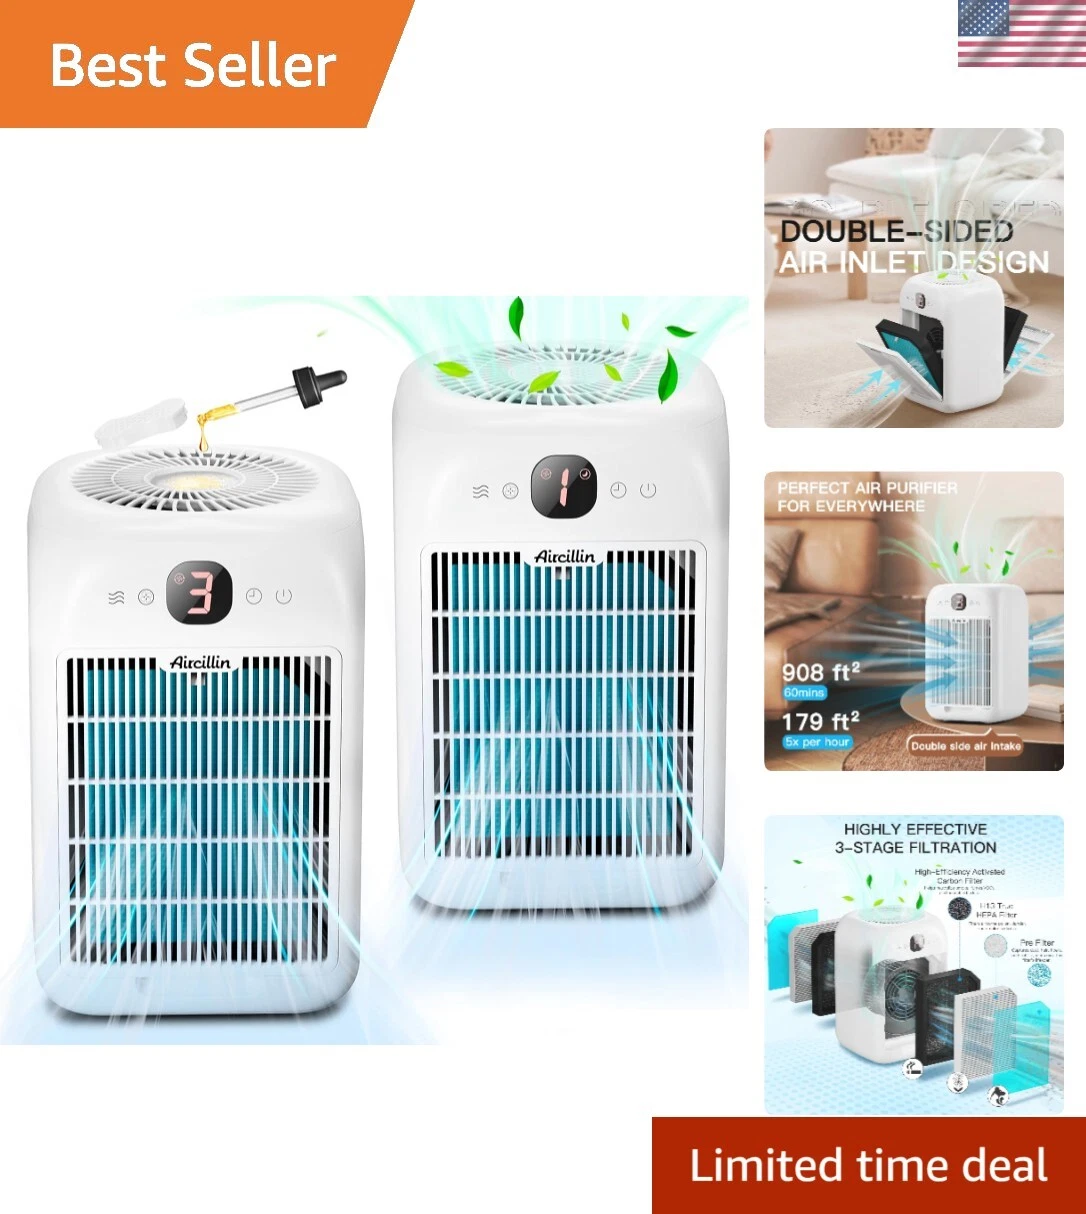 Best Seller
DOUBLE-SIDED
AIR INLET DESIGN
3
Aircillin
1
Aircillin
PERFECT AIR PURIFIER
FOR EVERYWHERE
908 ft²
60mins
179 ft²
5x per hour
Double side air intake
HIGHLY EFFECTIVE
3-STAGE FILTRATION
High-Efficiency Activated
Carbon Filter
H13 True
HEPA Filter
Pre Filter
Limited time deal